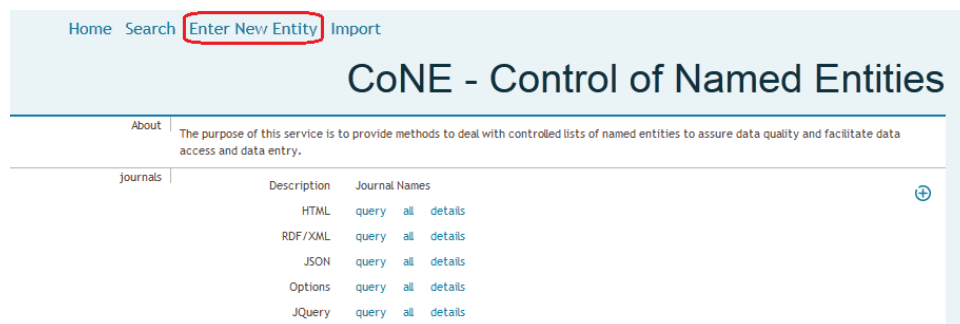 Home Search Enter New Entity Import
CoNE - Control of Named Entities
About The purpose of this service is to provide methods to deal with controlled lists of named entities to assure data quality and facilitate data
access and data entry.
journals
Description Journal Names
HTML query all details
RDF/XML query all details
JSON query all details
Options query all details
JQuery query all details